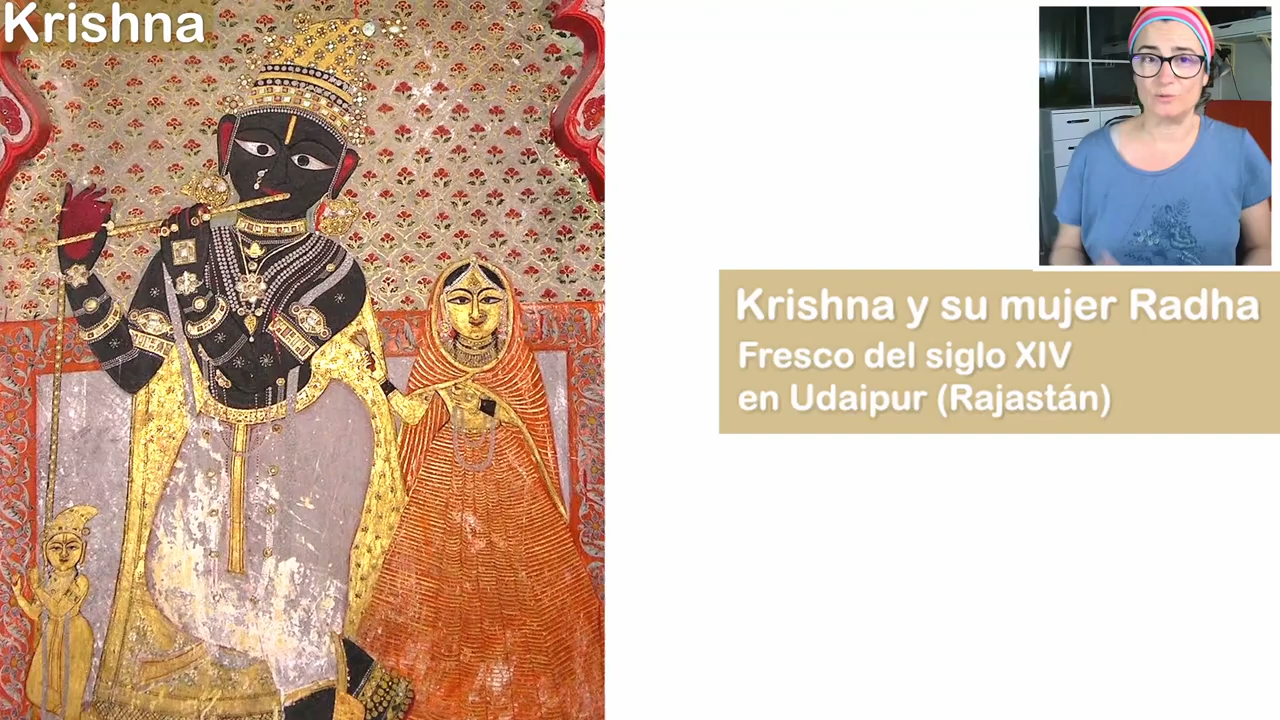 Krishna
Krishna y su mujer Radha
Fresco del siglo XIV
en Udaipur (Rajastán)